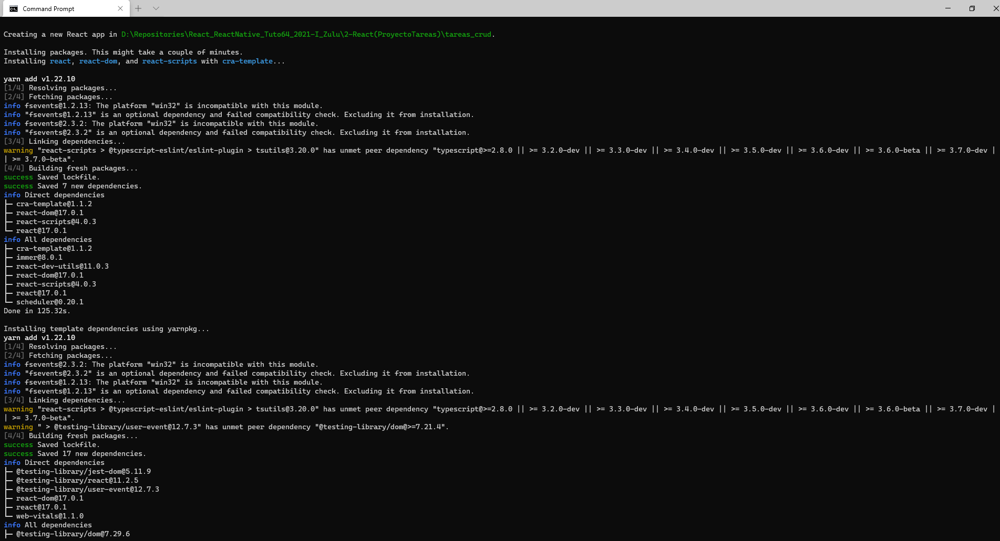 Command Prompt
Creating a new React app in D:\Repositories\React_ReactNative_Tuto64_2021-I_Zulu\2-React(ProyectoTareas)\tareas_crud.
Installing packages. This might take a couple of minutes.
Installing react, react-dom, and react-scripts with cra-template...
yarn add v1.22.10
[1/4] Resolving packages...
[2/4] Fetching packages...
info fsevents@1.2.13: The platform "win32" is incompatible with this module.
info "fsevents@1.2.13" is an optional dependency and failed compatibility check. Excluding it from installation.
info fsevents@2.3.2: The platform "win32" is incompatible with this module.
info "fsevents@2.3.2" is an optional dependency and failed compatibility check. Excluding it from installation.
[3/4] Linking dependencies...
warning "react-scripts > @typescript-eslint/eslint-plugin > tsutils@3.20.0" has unmet peer dependency "typescript@>=2.8.0 || >= 3.2.0-dev || >= 3.3.0-dev || >= 3.4.0-dev || >= 3.5.0-dev || >= 3.6.0-dev || >= 3.6.0-beta || >= 3.7.0-dev |
| >= 3.7.0-beta".
[4/4] Building fresh packages...
success Saved lockfile.
success Saved 7 new dependencies.
info Direct dependencies
├─ cra-template@1.1.2
├─ react-dom@17.0.1
├─ react-scripts@4.0.3
└─ react@17.0.1
info All dependencies
├─ cra-template@1.1.2
├─ immer@8.0.1
├─ react-dev-utils@11.0.3
├─ react-dom@17.0.1
├─ react-scripts@4.0.3
├─ react@17.0.1
└─ scheduler@0.20.1
Done in 125.32s.
Installing template dependencies using yarnpkg...
yarn add v1.22.10
[1/4] Resolving packages...
[2/4] Fetching packages...
info fsevents@2.3.2: The platform "win32" is incompatible with this module.
info "fsevents@2.3.2" is an optional dependency and failed compatibility check. Excluding it from installation.
info fsevents@1.2.13: The platform "win32" is incompatible with this module.
info "fsevents@1.2.13" is an optional dependency and failed compatibility check. Excluding it from installation.
[3/4] Linking dependencies...
warning "react-scripts > @typescript-eslint/eslint-plugin > tsutils@3.20.0" has unmet peer dependency "typescript@>=2.8.0 || >= 3.2.0-dev || >= 3.3.0-dev || >= 3.4.0-dev || >= 3.5.0-dev || >= 3.6.0-dev || >= 3.6.0-beta || >= 3.7.0-dev |
| >= 3.7.0-beta".
warning " > @testing-library/user-event@12.7.3" has unmet peer dependency "@testing-library/dom@>=7.21.4".
[4/4] Building fresh packages...
success Saved lockfile.
success Saved 17 new dependencies.
info Direct dependencies
├─ @testing-library/jest-dom@5.11.9
├─ @testing-library/react@11.2.5
├─ @testing-library/user-event@12.7.3
├─ react-dom@17.0.1
├─ react@17.0.1
└─ web-vitals@1.1.0
info All dependencies
├─ @testing-library/dom@7.29.6